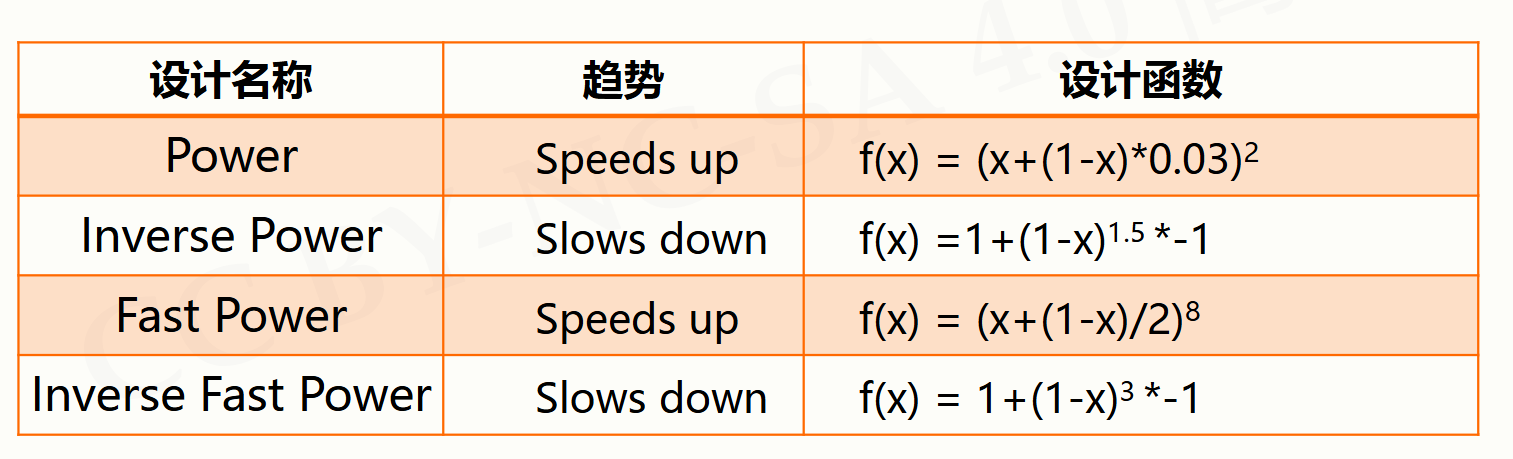 设计名称 趋势 设计函数
Power Speeds up f(x) = (x+(1-x)*0.03)²
Inverse Power Slows down f(x) =1+(1-x)¹·⁵ *-1
Fast Power Speeds up f(x) = (x+(1-x)/2)⁸
Inverse Fast Power Slows down f(x) = 1+(1-x)³ *-1
CC BY-NC-SA 4.0